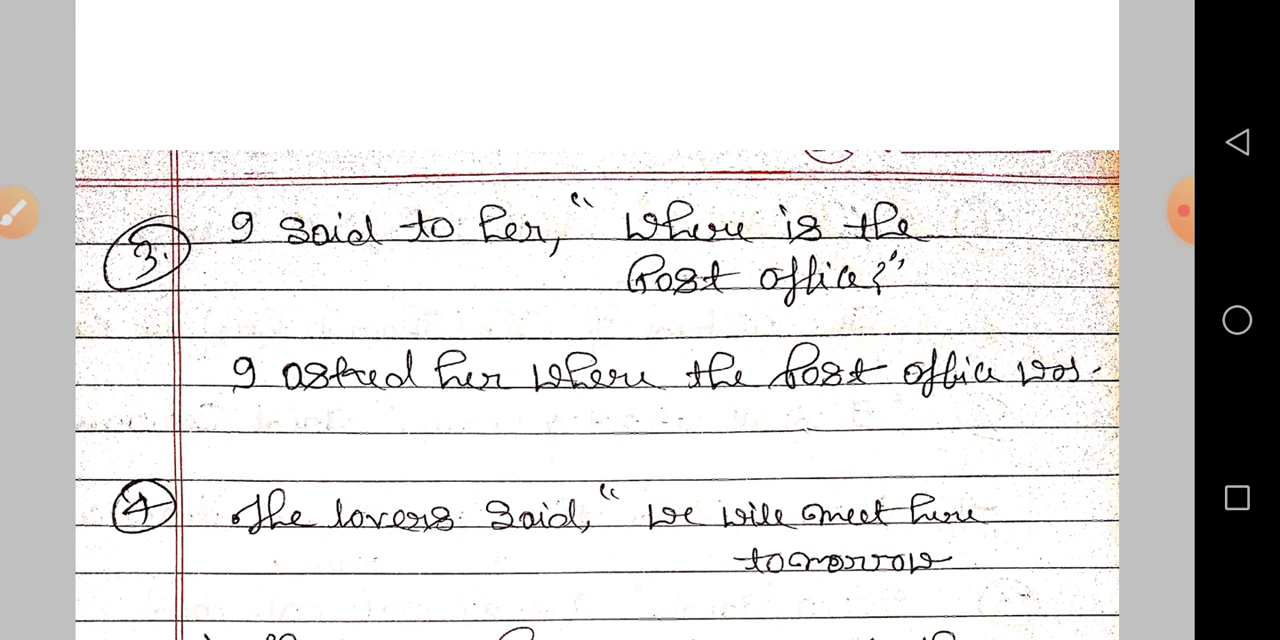 3. I said to her, " Where is the
Post office?"
I asked her where the Post office was.
4 The lovers said, " We will meet here
tomorrow